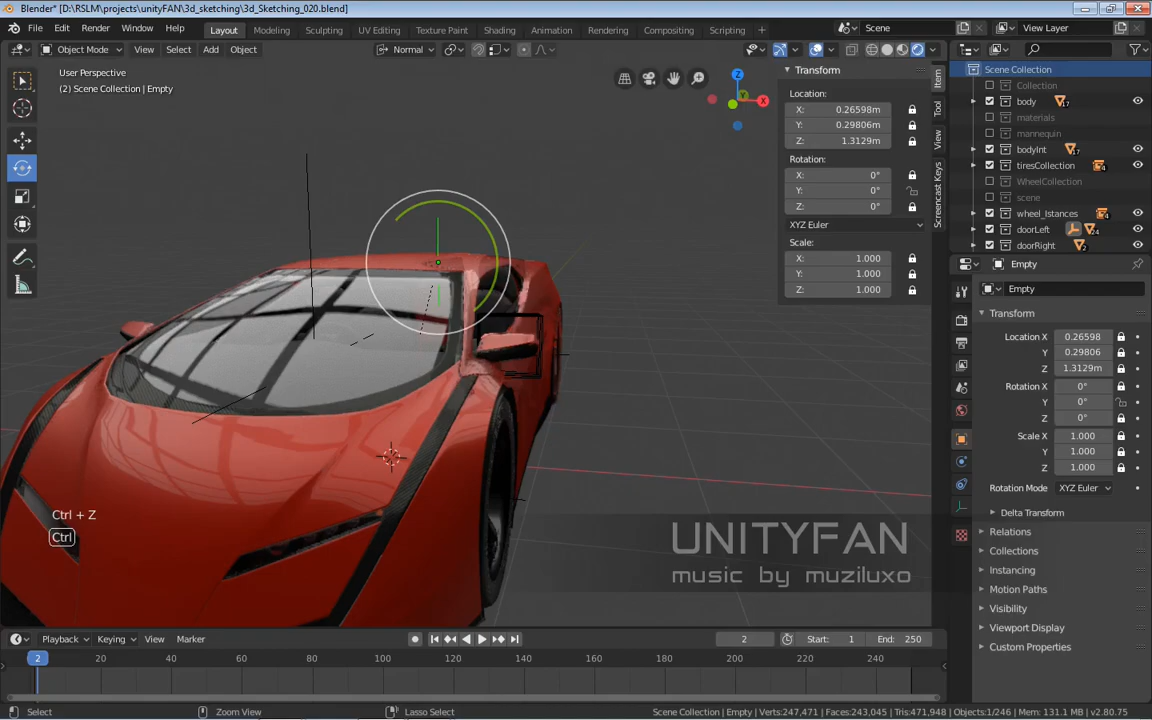 Blender* [D:\RSLM\projects\unityFAN\3d_sketching\3d_Sketching_020.blend]
File Edit Render Window Help Layout Modeling Sculpting UV Editing Texture Paint Shading Animation Rendering Compositing Scripting + Scene View Layer
Object Mode View Select Add Object Normal
User Perspective
(2) Scene Collection | Empty
Z
Y
X
Transform
Location:
X: 0.26598m
Y: 0.29806m
Z: 1.3129m
Rotation:
X: 0°
Y: 0°
Z: 0°
XYZ Euler
Scale:
X: 1.000
Y: 1.000
Z: 1.000
Item
Tool
View
Screencast Keys
Scene Collection
Collection
body 17
materials
mannequin
bodyInt 17
tiresCollection 4
WheelCollection
scene
wheel_Istances 4
doorLeft 24
doorRight 2
Empty
Empty
Transform
Location X 0.26598
Y 0.29806
Z 1.3129m
Rotation X 0°
Y 0°
Z 0°
Scale X 1.000
Y 1.000
Z 1.000
Rotation Mode XYZ Euler
Delta Transform
Relations
Collections
Instancing
Motion Paths
Visibility
Viewport Display
Custom Properties
Ctrl + Z
Ctrl
UNITYFAN
music by muziluxo
Playback Keying View Marker 2 Start: 1 End: 250
2 20 40 60 80 100 120 140 160 180 200 220 240
Select Zoom View Lasso Select Scene Collection | Empty | Verts:247,471 | Faces:243,045 | Tris:471,948 | Objects:1/246 | Mem: 131.1 MB | v2.80.75